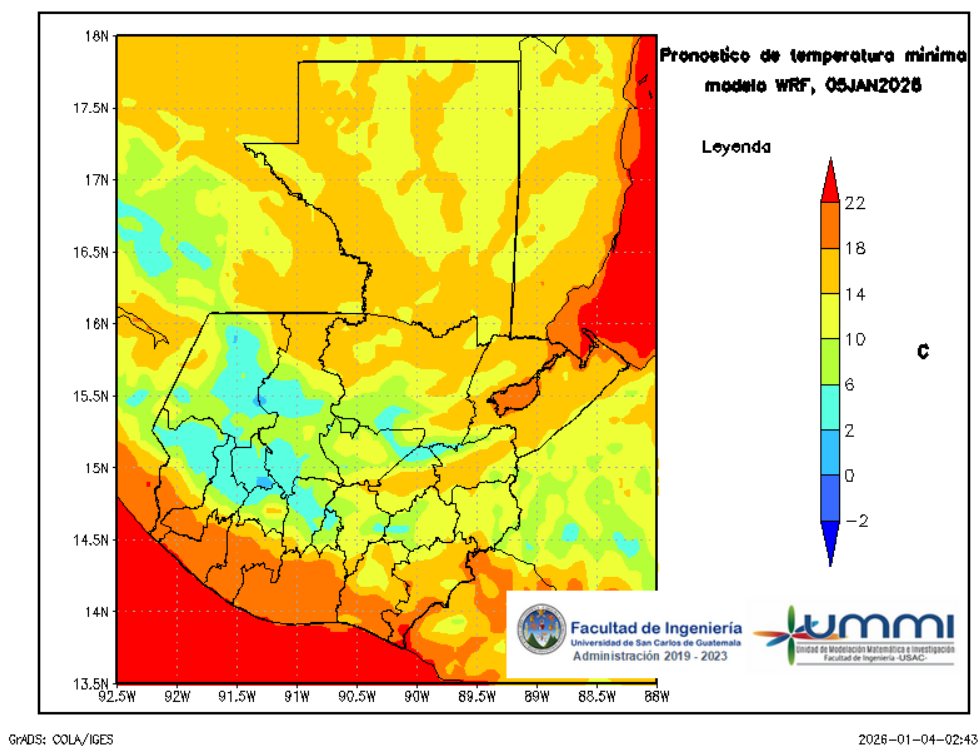 Pronostico de temperatura minima
modelo WRF, 05JAN2026
Leyenda
22
18
14
10
6
2
0
-2
C
18N
17.5N
17N
16.5N
16N
15.5N
15N
14.5N
14N
13.5N
92.5W
92W
91.5W
91W
90.5W
90W
89.5W
89W
88.5W
88W
Facultad de Ingeniería
Universidad de San Carlos de Guatemala
Administración 2019 - 2023
ummi
Unidad de Modelación Matemática e Investigación
Facultad de Ingeniería -USAC-
GrADS: COLA/IGES
2026-01-04-02:43